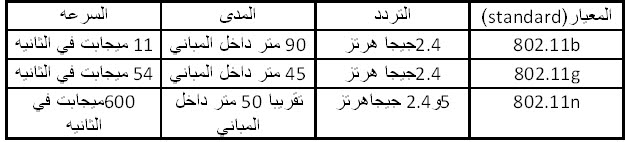 المعيار(standard) التردد المدى السرعه
802.11b 2.4جيجا هرتز 90 متر داخل المباني 11 ميجابت في الثانيه
802.11g 2.4جيجا هرتز 45 متر داخل المباني 54 ميجابت في الثانيه
802.11n 5و2.4 جيجاهرتز تقريبا 50 متر داخل 600ميجابت في
المباني الثانيه